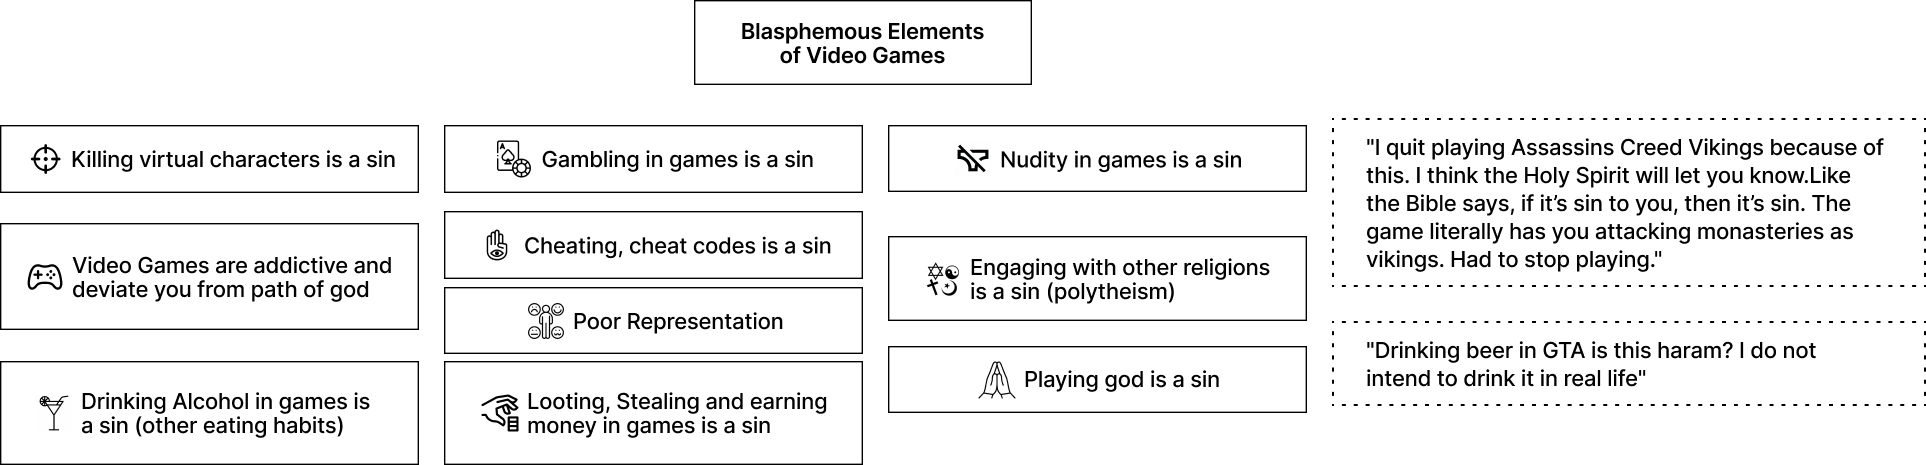 Blasphemous Elements
of Video Games
Killing virtual characters is a sin
Video Games are addictive and
deviate you from path of god
Drinking Alcohol in games is
a sin (other eating habits)
A
Gambling in games is a sin
Cheating, cheat codes is a sin
Poor Representation
Looting, Stealing and earning
money in games is a sin
Nudity in games is a sin
Engaging with other religions
is a sin (polytheism)
Playing god is a sin
"I quit playing Assassins Creed Vikings because of
this. I think the Holy Spirit will let you know.Like
the Bible says, if it’s sin to you, then it’s sin. The
game literally has you attacking monasteries as
vikings. Had to stop playing."
"Drinking beer in GTA is this haram? I do not
intend to drink it in real life"